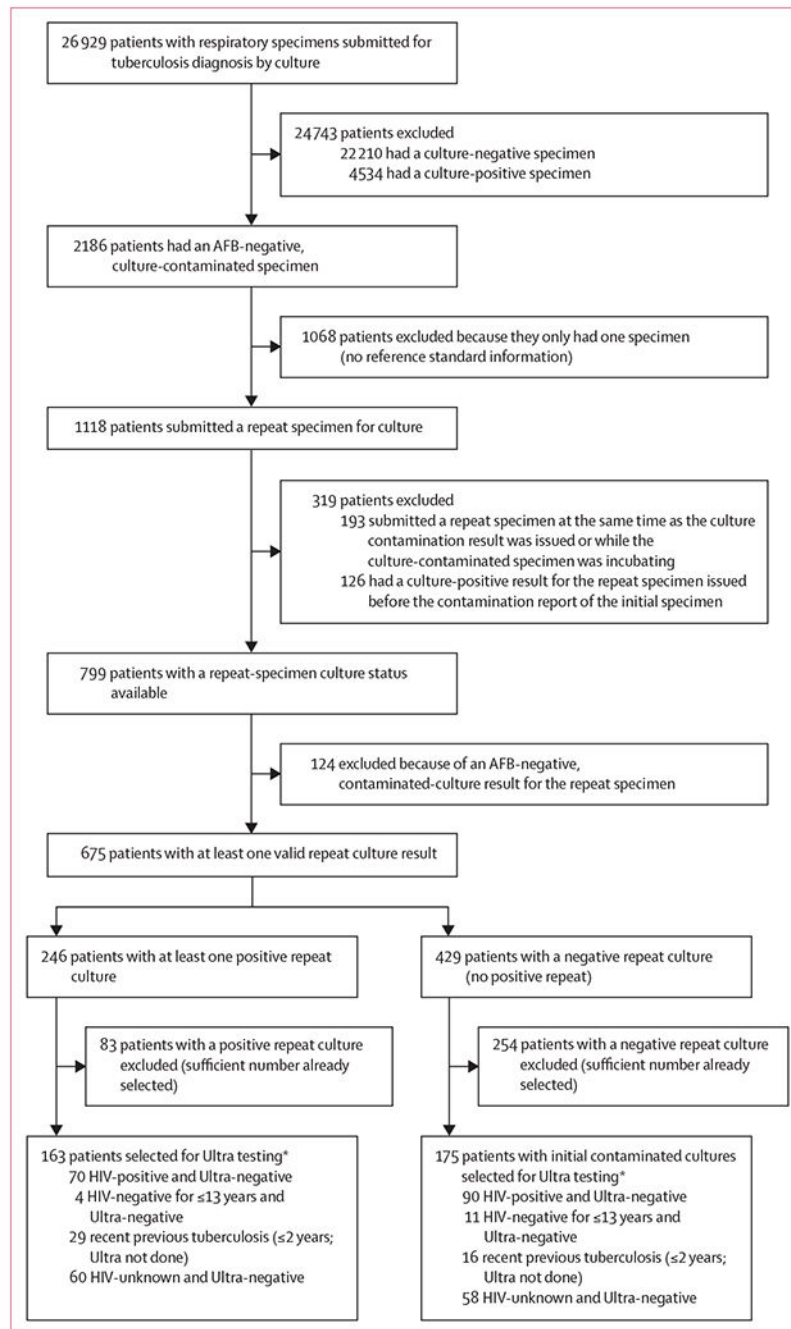 26 929 patients with respiratory specimens submitted for
tuberculosis diagnosis by culture
24743 patients excluded
22 210 had a culture-negative specimen
4534 had a culture-positive specimen
2186 patients had an AFB-negative,
culture-contaminated specimen
1068 patients excluded because they only had one specimen
(no reference standard information)
1118 patients submitted a repeat specimen for culture
319 patients excluded
193 submitted a repeat specimen at the same time as the culture
contamination result was issued or while the
culture-contaminated specimen was incubating
126 had a culture-positive result for the repeat specimen issued
before the contamination report of the initial specimen
799 patients with a repeat-specimen culture status
available
124 excluded because of an AFB-negative,
contaminated-culture result for the repeat specimen
675 patients with at least one valid repeat culture result
246 patients with at least one positive repeat
culture
429 patients with a negative repeat culture
(no positive repeat)
83 patients with a positive repeat culture
excluded (sufficient number already
selected)
254 patients with a negative repeat culture
excluded (sufficient number already
selected)
163 patients selected for Ultra testing*
70 HIV-positive and Ultra-negative
4 HIV-negative for ≤13 years and
Ultra-negative
29 recent previous tuberculosis (≤2 years;
Ultra not done)
60 HIV-unknown and Ultra-negative
175 patients with initial contaminated cultures
selected for Ultra testing*
90 HIV-positive and Ultra-negative
11 HIV-negative for ≤13 years and
Ultra-negative
16 recent previous tuberculosis (≤2 years;
Ultra not done)
58 HIV-unknown and Ultra-negative